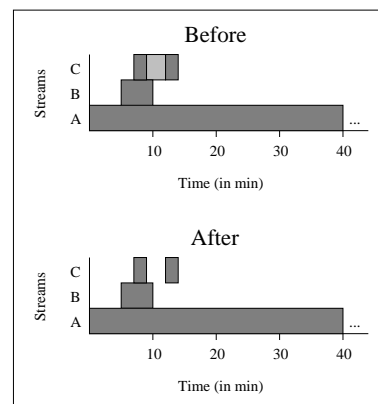 Before
Streams
C
B
A
...
10 20 30 40
Time (in min)
After
Streams
C
B
A
...
10 20 30 40
Time (in min)